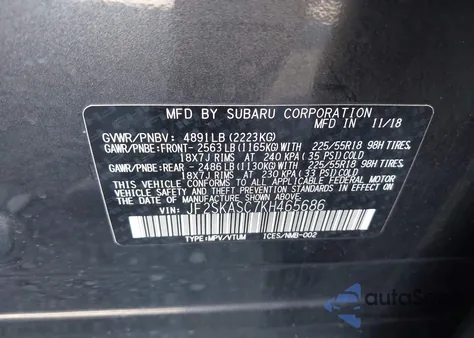 MFD BY SUBARU CORPORATION
GVWR/PNBV: 4891LB(2223KG) MFD IN 11/18
GAWR/PNBE:FRONT-2563LB(1165KG)WITH 225/55R18 98H TIRES
18X7J RIMS AT 240 KPA(35 PSI)COLD
GAWR/PNBE:REAR -2486LB(1130KG)WITH 225/55R18 98H TIRES
18X7J RIMS AT 230 KPA(33 PSI)COLD
THIS VEHICLE CONFORMS TO ALL APPLICABLE FEDERAL MOTOR
VEHICLE SAFETY AND THEFT PREVENTION STANDARDS IN
EFFECT ON THE DATE OF MANUFACTURE SHOWN ABOVE.
VIN: JF2SKASC7KH465686
TYPE:MPV/VTUM ICES/NMB-002